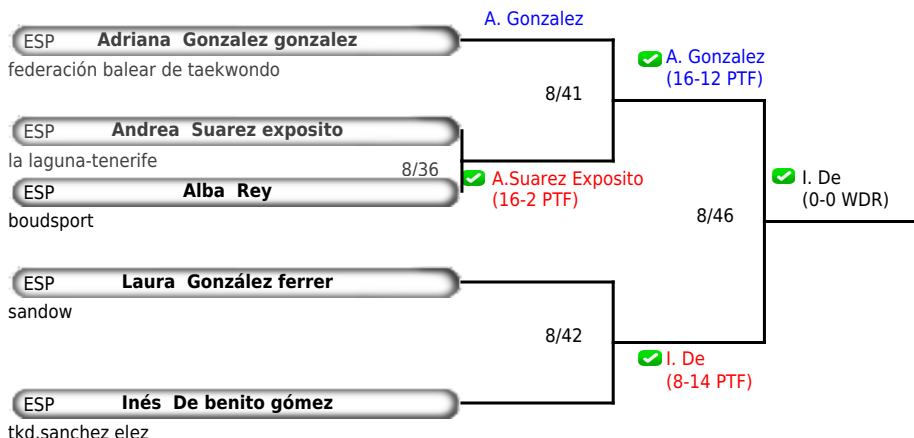 A. Gonzalez
ESP Adriana Gonzalez gonzalez
federación balear de taekwondo
A. Gonzalez
(16-12 PTF)
8/41
ESP Andrea Suarez exposito
la laguna-tenerife
8/36
A.Suarez Exposito
(16-2 PTF)
ESP Alba Rey
boudsport
I. De
(0-0 WDR)
8/46
ESP Laura González ferrer
sandow
8/42
I. De
(8-14 PTF)
ESP Inés De benito gómez
tkd.sanchez elez